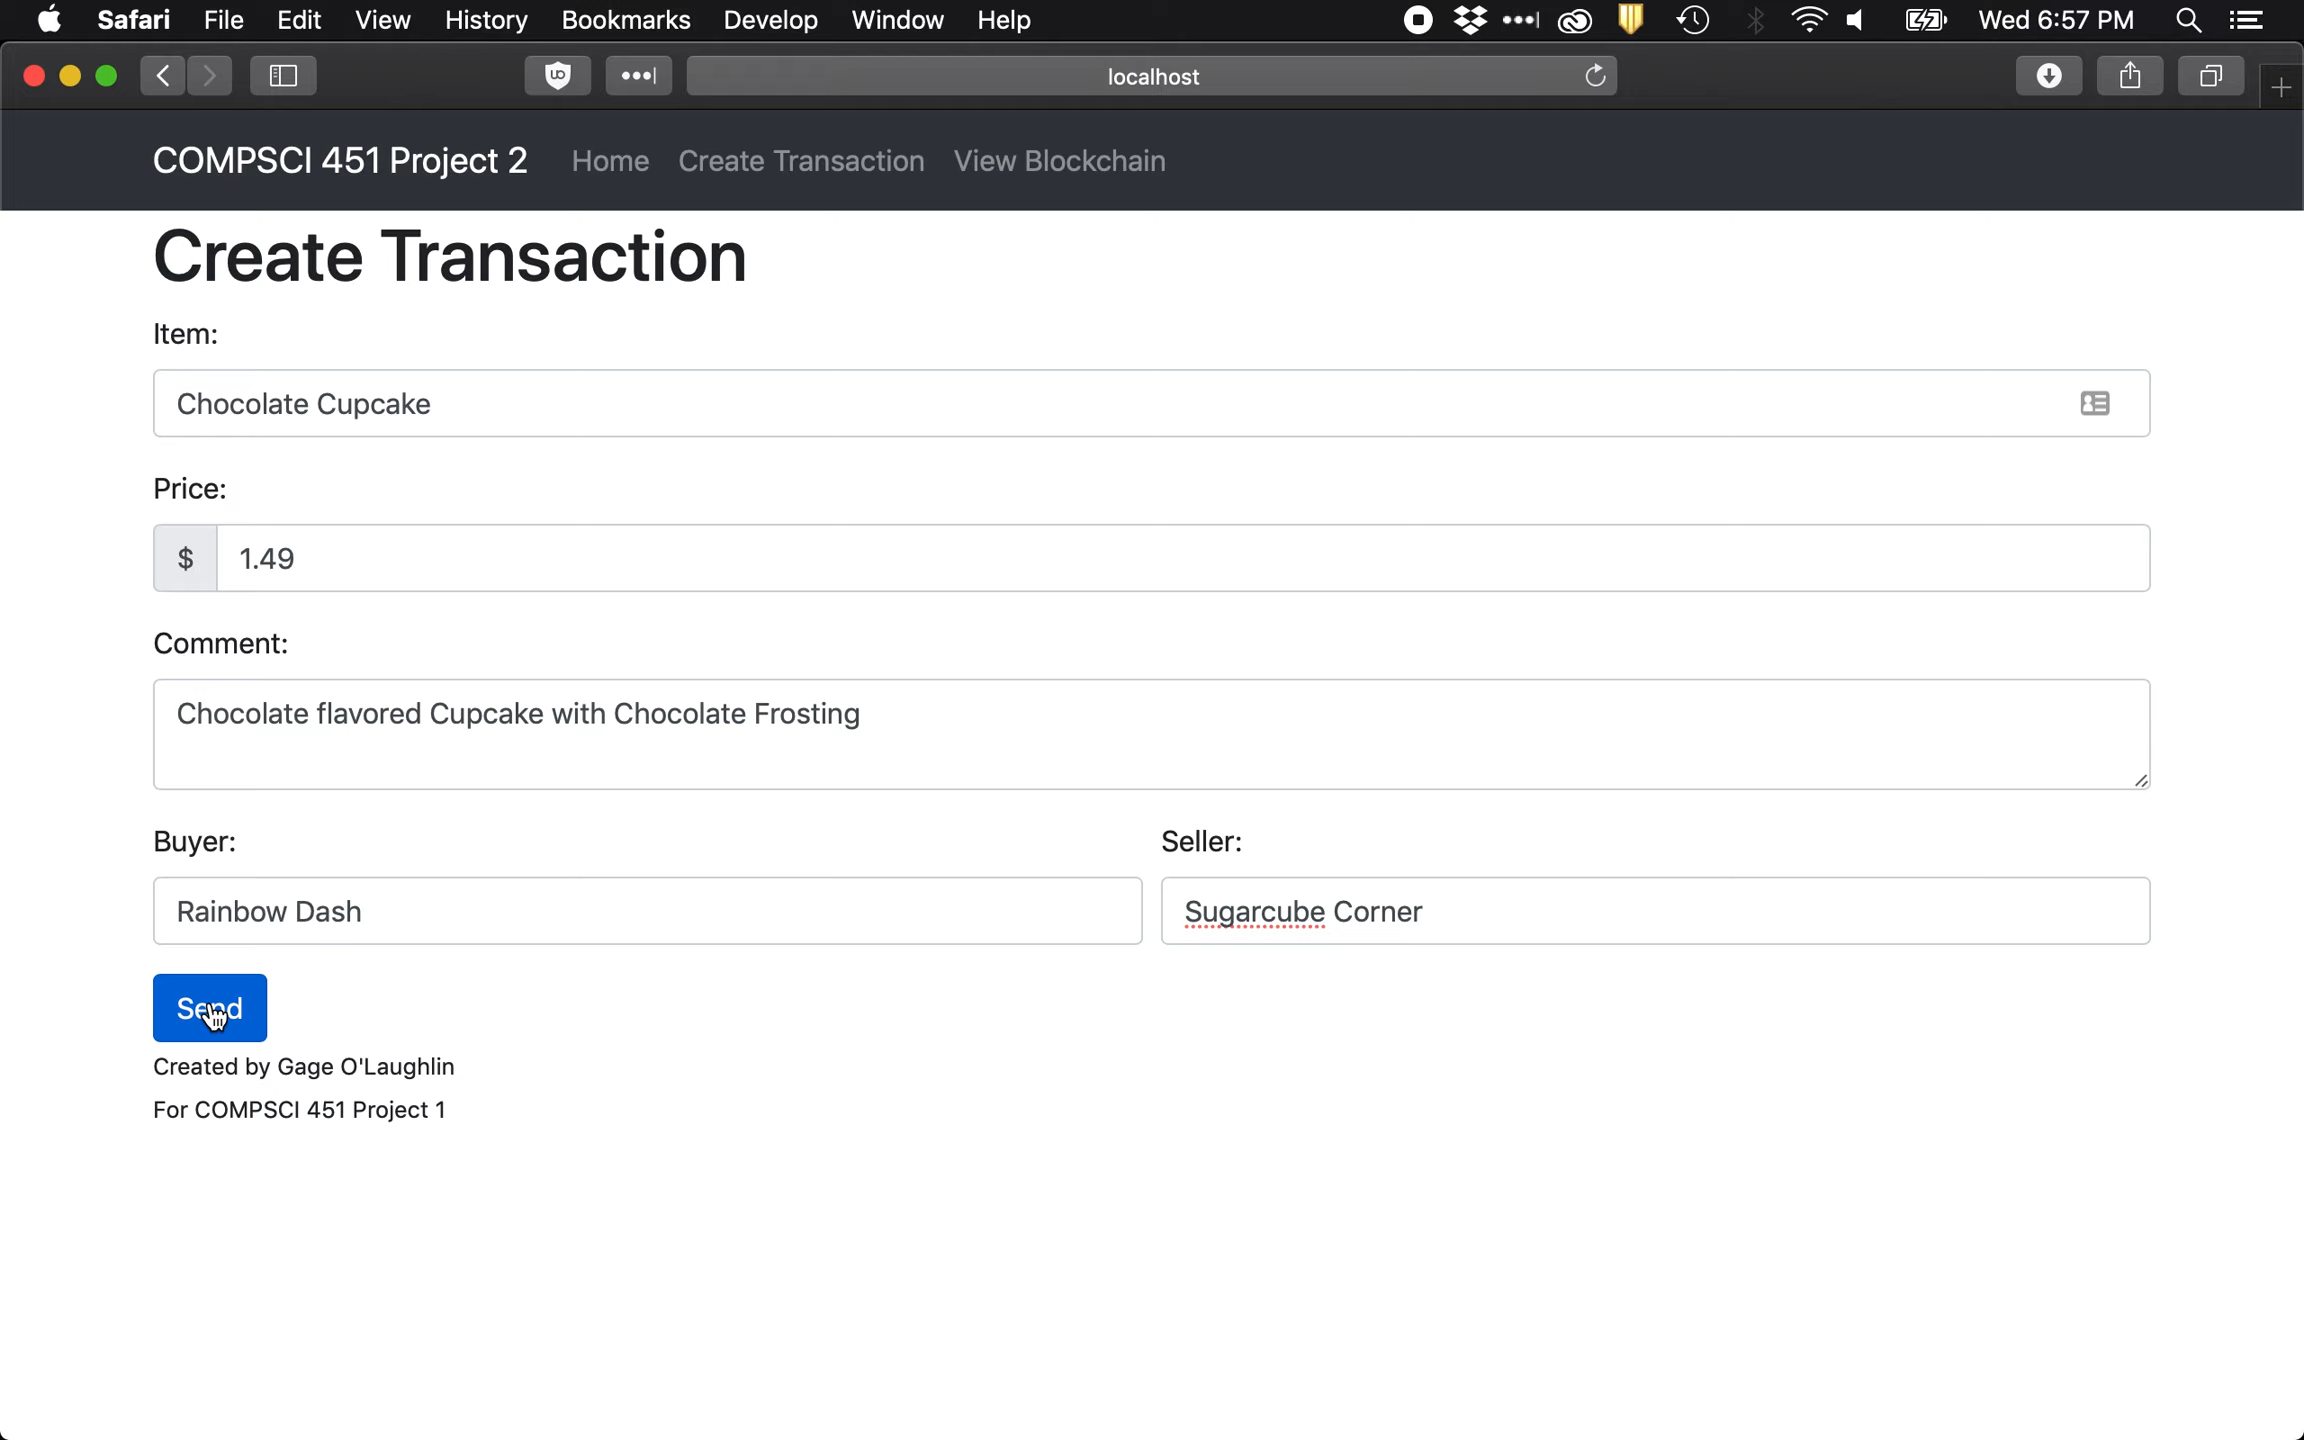 Safari File Edit View History Bookmarks Develop Window Help Wed 6:57 PM
localhost
COMPSCI 451 Project 2 Home Create Transaction View Blockchain
Create Transaction
Item:
Chocolate Cupcake
Price:
$ 1.49
Comment:
Chocolate flavored Cupcake with Chocolate Frosting
Buyer: Seller:
Rainbow Dash Sugarcube Corner
Send
Created by Gage O'Laughlin
For COMPSCI 451 Project 1